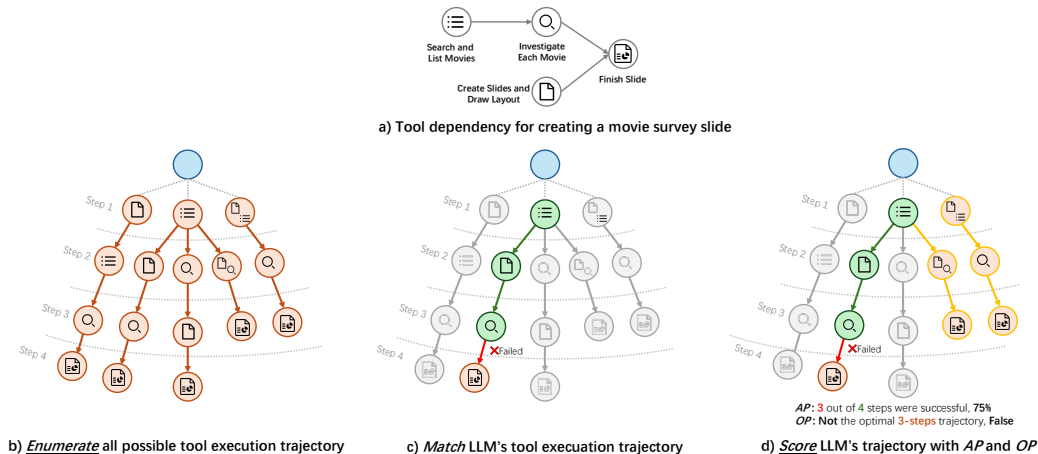 Search and
List Movies
Investigate
Each Movie
Finish Slide
Create Slides and
Draw Layout
a) Tool dependency for creating a movie survey slide
Step 1
Step 2
Step 3
Step 4
Step 1
Step 2
Step 3
Step 4
Failed
Step 1
Step 2
Step 3
Step 4
Failed
AP : 3 out of 4 steps were successful, 75%
OP : Not the optimal 3-steps trajectory, False
b) Enumerate all possible tool execution trajectory
c) Match LLM's tool execuation trajectory
d) Score LLM's trajectory with AP and OP